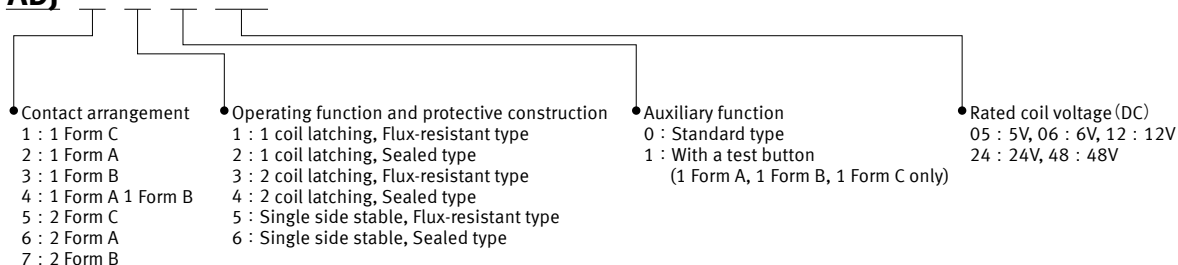 ADJ
Contact arrangement
1 : 1 Form C
2 : 1 Form A
3 : 1 Form B
4 : 1 Form A 1 Form B
5 : 2 Form C
6 : 2 Form A
7 : 2 Form B
Operating function and protective construction
1 : 1 coil latching, Flux-resistant type
2 : 1 coil latching, Sealed type
3 : 2 coil latching, Flux-resistant type
4 : 2 coil latching, Sealed type
5 : Single side stable, Flux-resistant type
6 : Single side stable, Sealed type
Auxiliary function
0 : Standard type
1 : With a test button
(1 Form A, 1 Form B, 1 Form C only)
Rated coil voltage (DC)
05 : 5V, 06 : 6V, 12 : 12V
24 : 24V, 48 : 48V